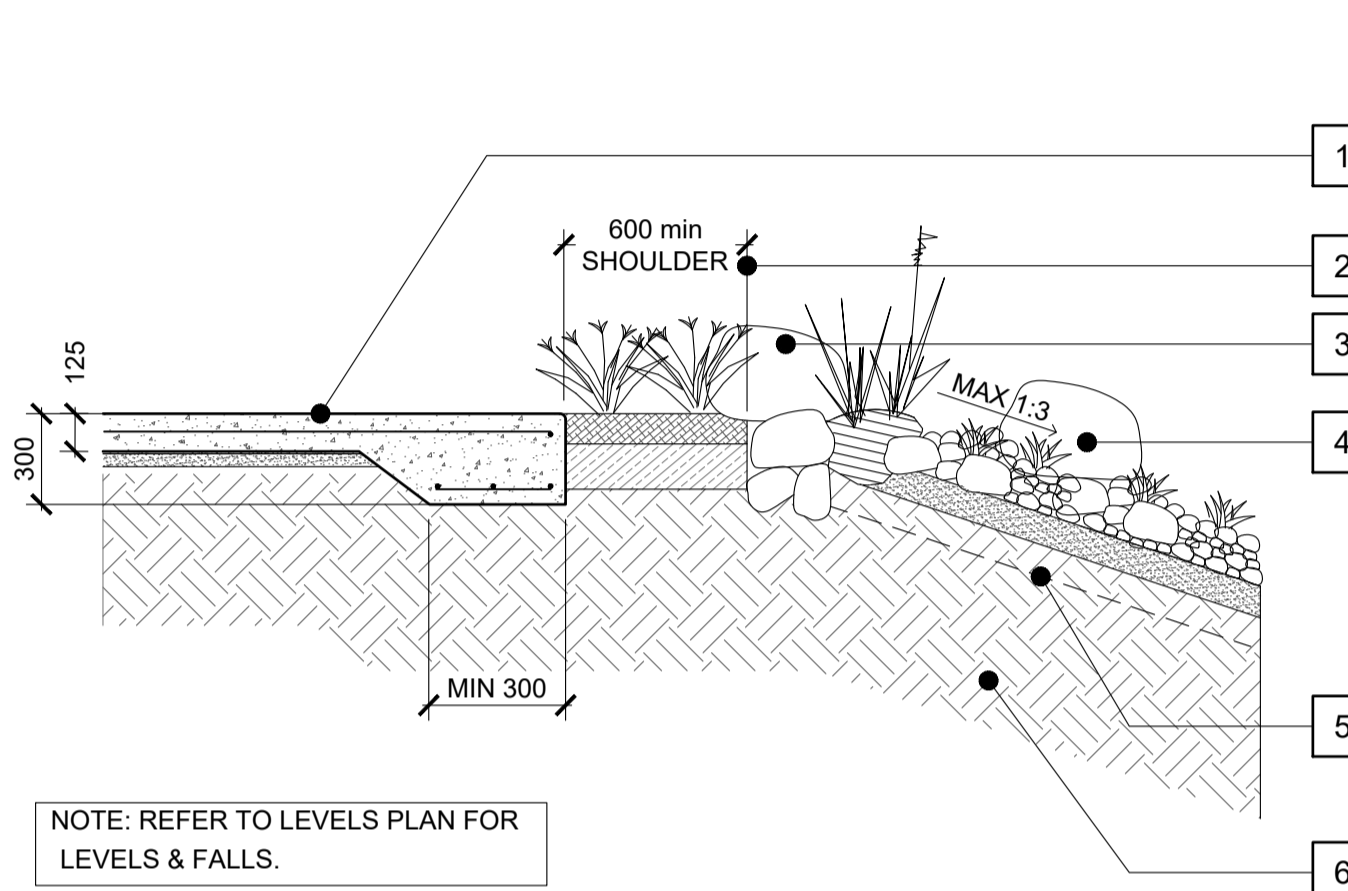 1
600 min
SHOULDER
2
3
125
MAX 1:3
4
300
MIN 300
5
NOTE: REFER TO LEVELS PLAN FOR
LEVELS & FALLS.
6